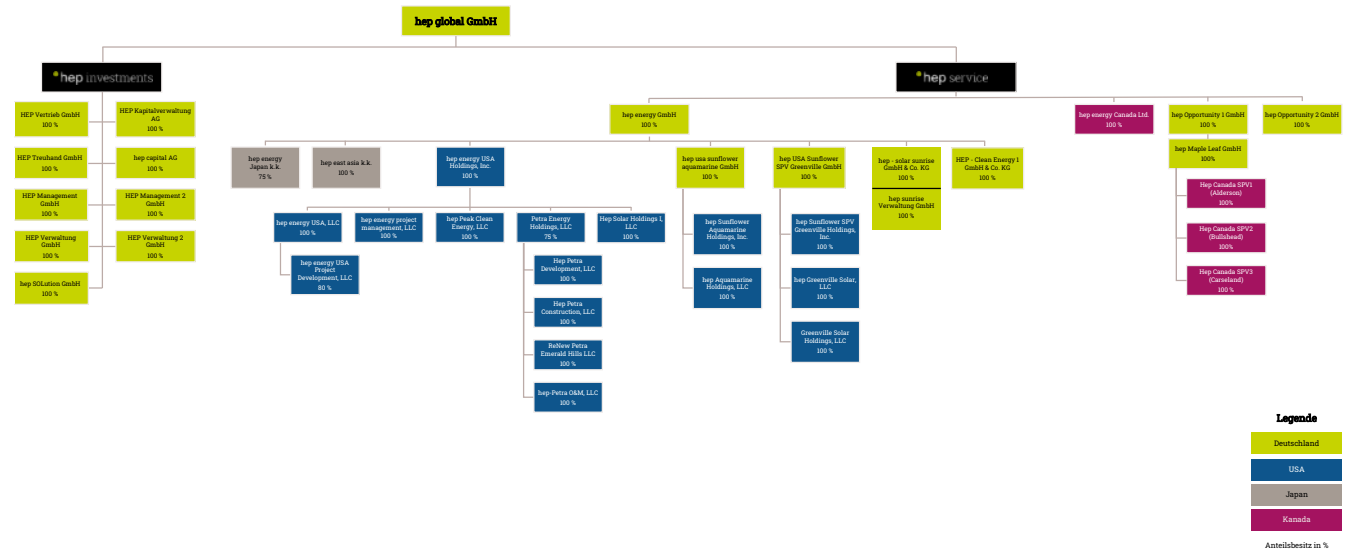 hep global GmbH
hep investments
hep service
HEP Vertrieb GmbH
100 %
HEP Kapitalverwaltung
AG
100 %
HEP Treuhand GmbH
100 %
hep capital AG
100 %
HEP Management
GmbH
100 %
HEP Management 2
GmbH
100 %
HEP Verwaltung
GmbH
100 %
HEP Verwaltung 2
GmbH
100 %
hep SOLution GmbH
100 %
hep energy GmbH
100 %
hep energy Canada Ltd.
100 %
hep Opportunity 1 GmbH
100 %
hep Opportunity 2 GmbH
100 %
hep energy
Japan k.k.
75 %
hep east asia k.k.
100 %
hep energy USA
Holdings, Inc.
100 %
hep usa sunflower
aquamarine GmbH
100 %
hep USA Sunflower
SPV Greenville GmbH
100 %
hep - solar sunrise
GmbH & Co. KG
100 %
hep sunrise
Verwaltung GmbH
100 %
HEP - Clean Energy 1
GmbH & Co. KG
100 %
hep Maple Leaf GmbH
100%
hep energy USA, LLC
100 %
hep energy project
management, LLC
100 %
hep Peak Clean
Energy, LLC
100 %
Petra Energy
Holdings, LLC
75 %
Hep Solar Holdings I,
LLC
100 %
hep energy USA
Project
Development, LLC
80 %
Hep Petra
Development, LLC
100 %
Hep Petra
Construction, LLC
100 %
ReNew Petra
Emerald Hills LLC
100 %
hep-Petra O&M, LLC
100 %
hep Sunflower
Aquamarine
Holdings, Inc.
100 %
hep Aquamarine
Holdings, LLC
100 %
hep Sunflower SPV
Greenville Holdings,
Inc.
100 %
hep Greenville Solar,
LLC
100 %
Greenville Solar
Holdings, LLC
100 %
Hep Canada SPV1
(Alderson)
100%
Hep Canada SPV2
(Bullshead)
100%
Hep Canada SPV3
(Carseland)
100 %
Legende
Deutschland
USA
Japan
Kanada
Anteilsbesitz in %